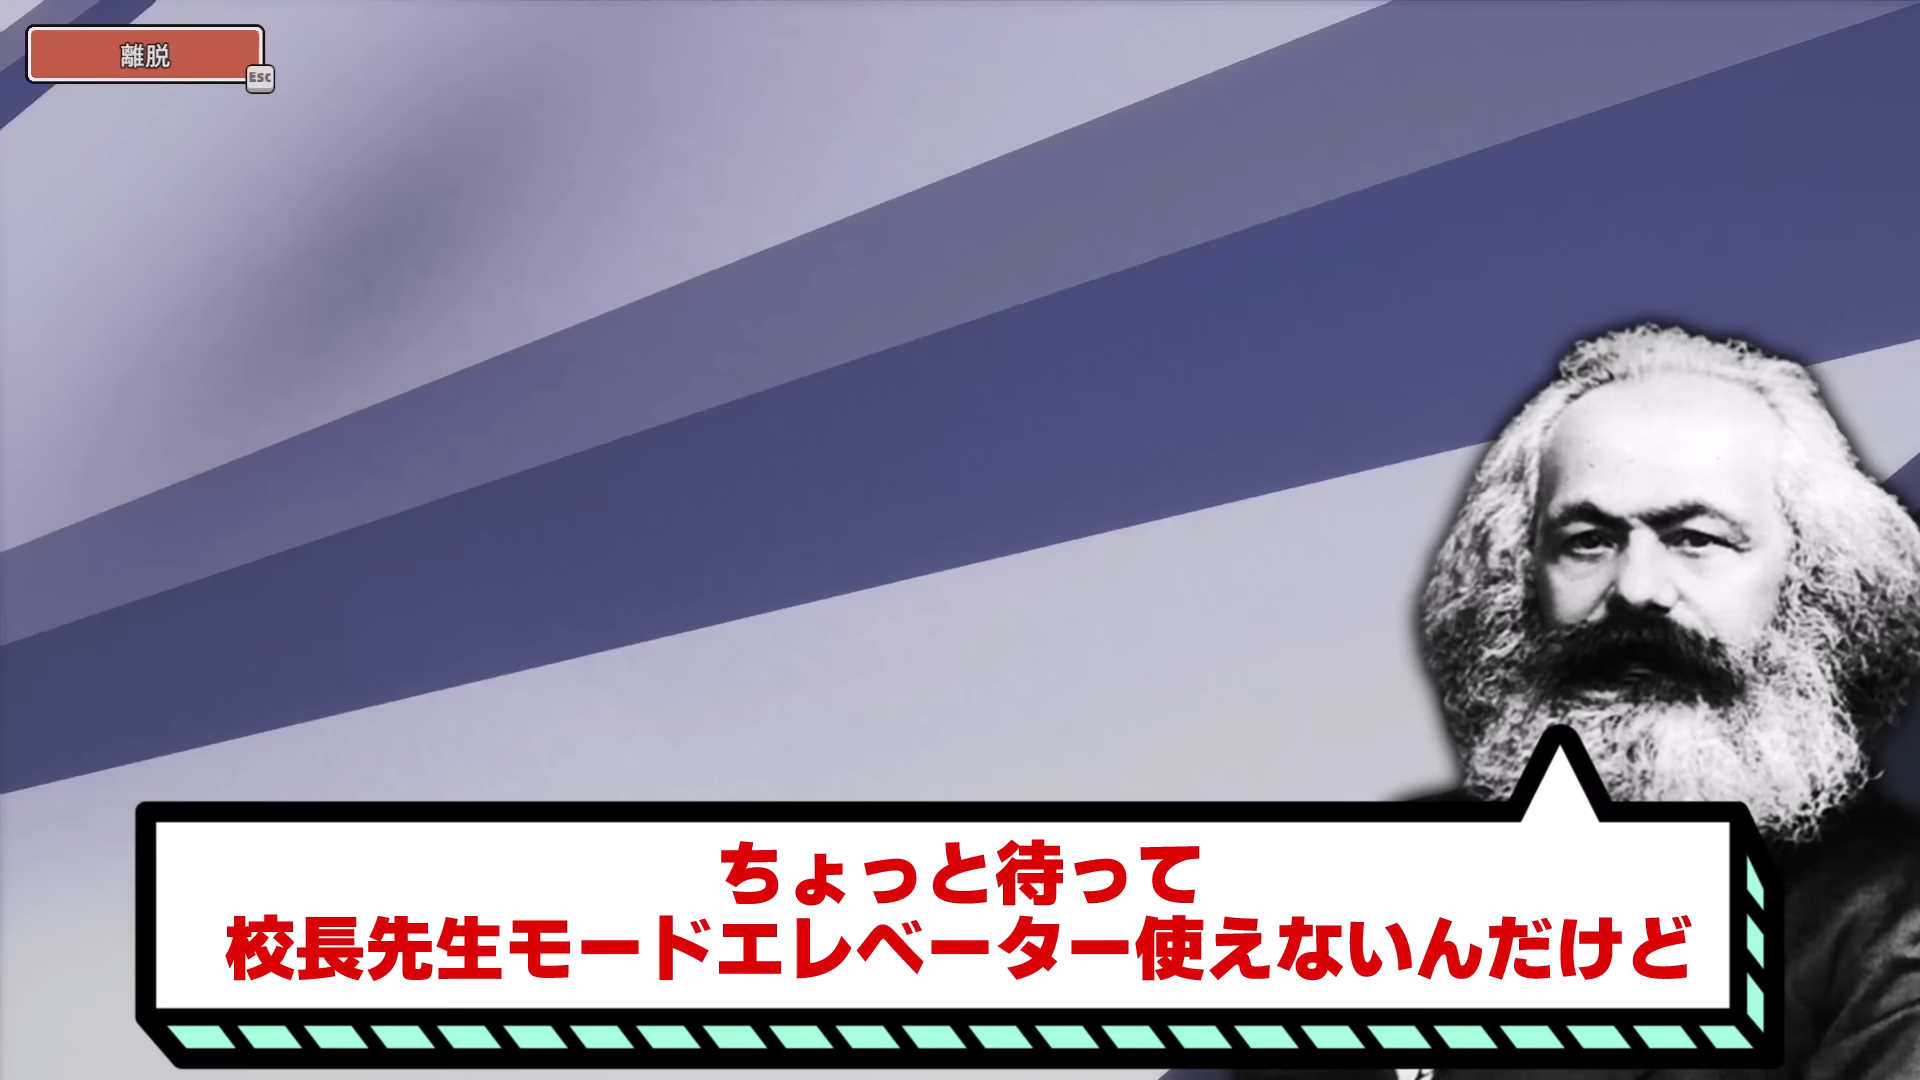 離脱
Esc
ちょっと待って
校長先生モードエレベーター使えないんだけど